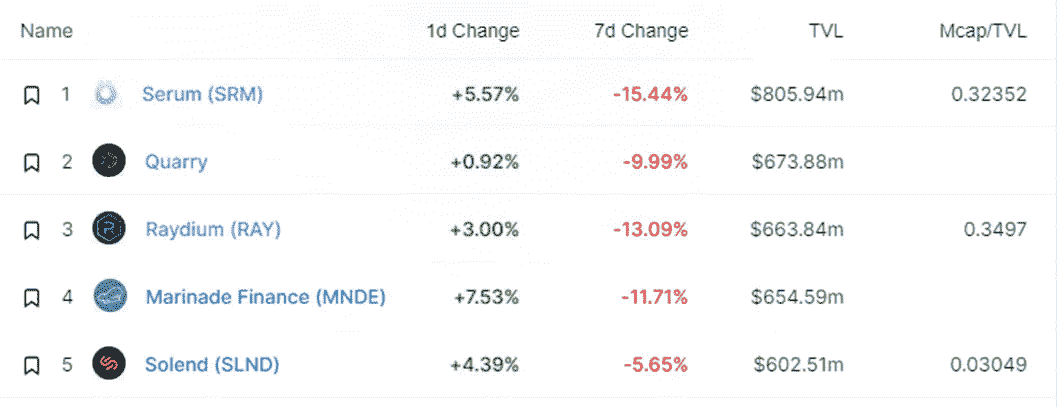 Name 1d Change 7d Change TVL Mcap/TVL
1 Serum (SRM) +5.57% -15.44% $805.94m 0.32352
2 Quarry +0.92% -9.99% $673.88m
3 Raydium (RAY) +3.00% -13.09% $663.84m 0.3497
4 Marinade Finance (MNDE) +7.53% -11.71% $654.59m
5 Solend (SLND) +4.39% -5.65% $602.51m 0.03049